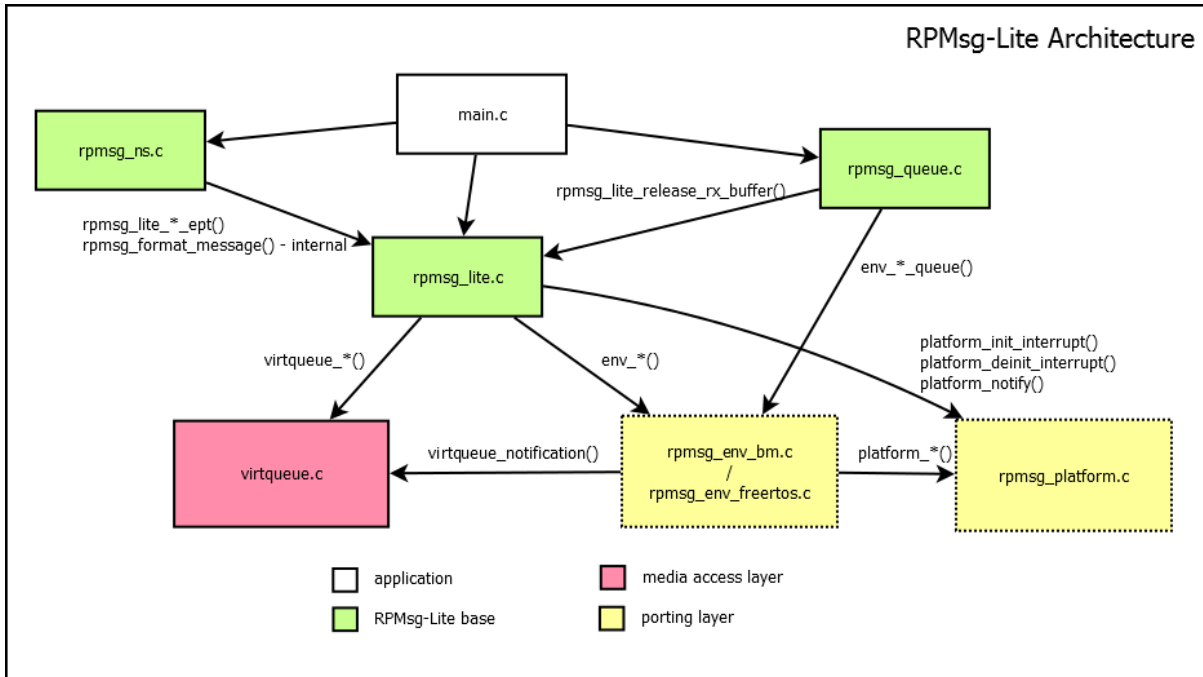 RPMsg-Lite Architecture
main.c
rpmsg_ns.c
rpmsg_queue.c
rpmsg_lite_release_rx_buffer()
rpmsg_lite_*_ept()
rpmsg_format_message() - internal
rpmsg_lite.c
env_*_queue()
virtqueue_*()
env_*()
platform_init_interrupt()
platform_deinit_interrupt()
platform_notify()
virtqueue.c
virtqueue_notification()
rpmsg_env_bm.c
/
rpmsg_env_freertos.c
platform_*()
rpmsg_platform.c
application
media access layer
RPMsg-Lite base
porting layer